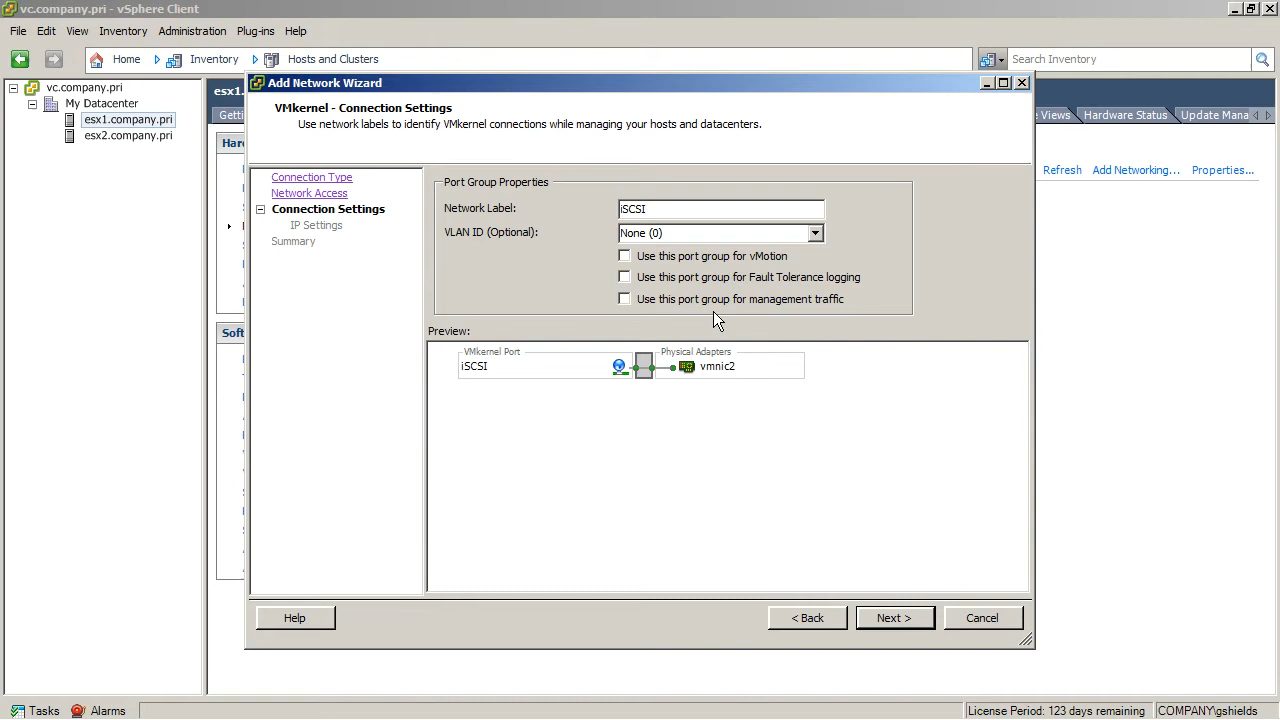 vc.company.pri - vSphere Client
File Edit View Inventory Administration Plug-ins Help
Home Inventory Hosts and Clusters Search Inventory
vc.company.pri
My Datacenter
esx1.company.pri
esx2.company.pri
esx1.
Views Hardware Status Update Mana
Refresh Add Networking... Properties...
Add Network Wizard
VMkernel - Connection Settings
Use network labels to identify VMkernel connections while managing your hosts and datacenters.
Connection Type
Network Access
Connection Settings
IP Settings
Summary
Port Group Properties
Network Label: iSCSI
VLAN ID (Optional): None (0)
Use this port group for vMotion
Use this port group for Fault Tolerance logging
Use this port group for management traffic
Preview:
VMkernel Port Physical Adapters
iSCSI vmnic2
Help < Back Next > Cancel
Tasks Alarms License Period: 123 days remaining COMPANY\gshields